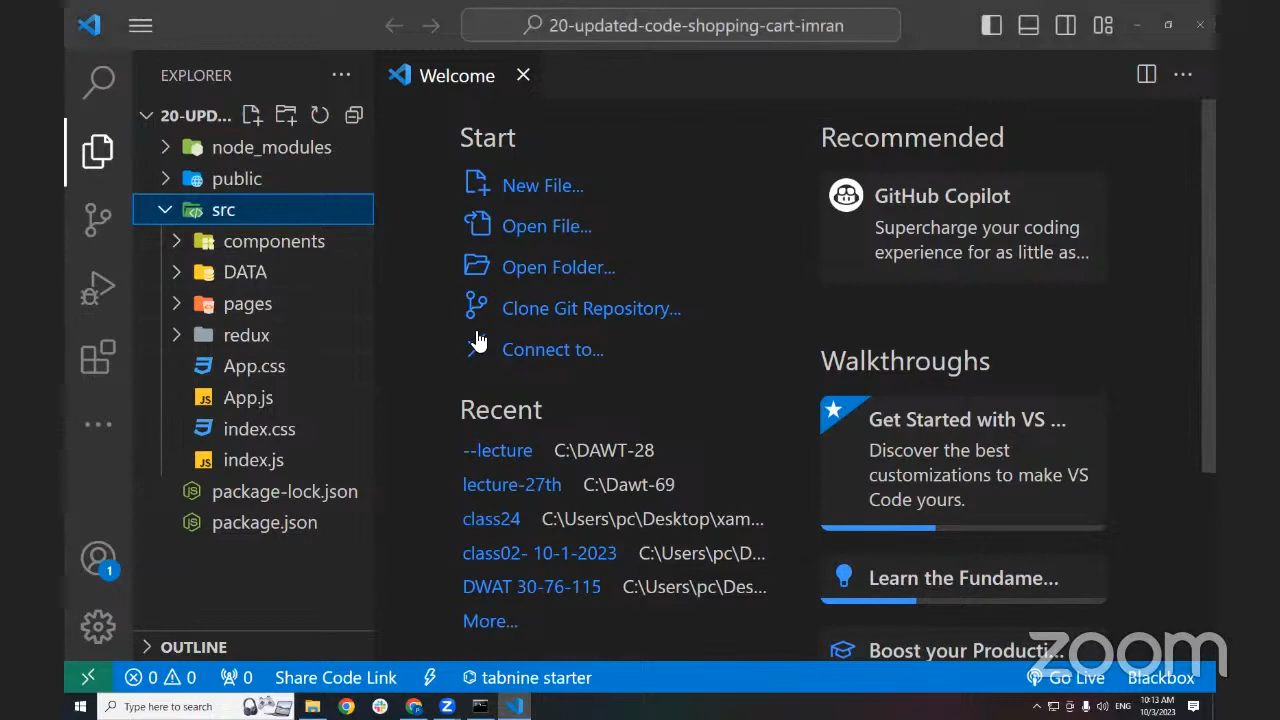 20-updated-code-shopping-cart-imran
EXPLORER
Welcome
20-UPD...
node_modules
public
src
components
DATA
pages
redux
App.css
App.js
index.css
index.js
package-lock.json
package.json
OUTLINE
Start
New File...
Open File...
Open Folder...
Clone Git Repository...
Connect to...
Recent
--lecture C:\DAWT-28
lecture-27th C:\Dawt-69
class24 C:\Users\pc\Desktop\xam...
class02- 10-1-2023 C:\Users\pc\D...
DWAT 30-76-115 C:\Users\pc\Des...
More...
Recommended
GitHub Copilot
Supercharge your coding
experience for as little as...
Walkthroughs
Get Started with VS ...
Discover the best
customizations to make VS
Code yours.
Learn the Fundame...
Boost your Producti...
zoom
1
0 0 0 Share Code Link tabnine starter Go Live Blackbox
Type here to search
ENG
10:13 AM
10/3/2023